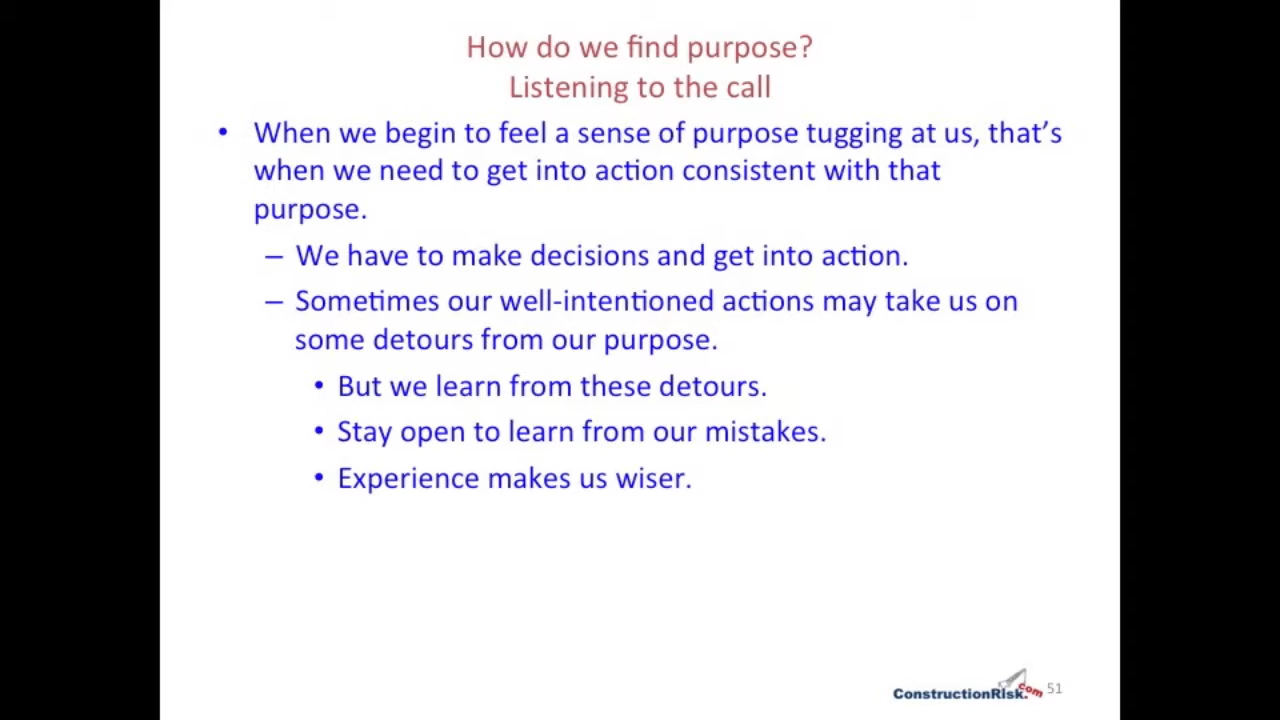 How do we find purpose?
Listening to the call
• When we begin to feel a sense of purpose tugging at us, that’s
when we need to get into action consistent with that
purpose.
– We have to make decisions and get into action.
– Sometimes our well-intentioned actions may take us on
some detours from our purpose.
• But we learn from these detours.
• Stay open to learn from our mistakes.
• Experience makes us wiser.
ConstructionRisk.com 51